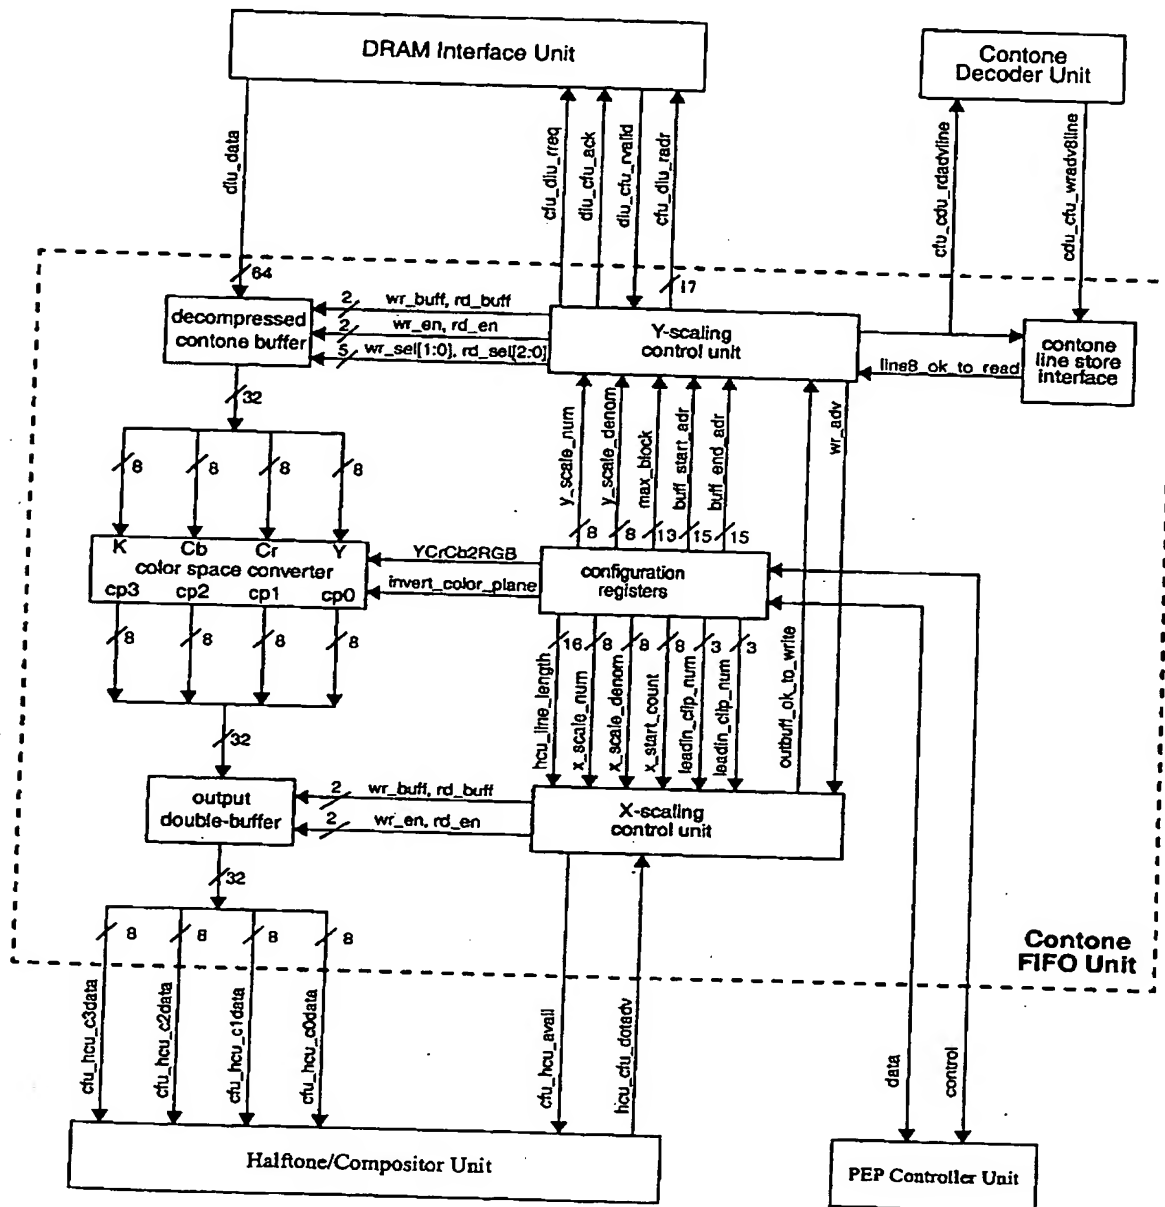 DRAM Interface Unit
Contone
Decoder Unit
diu_data
cfu_diu_rreq
diu_cfu_ack
diu_cfu_rvalid
cfu_diu_radr
cfu_cdu_rdadvline
cdu_cfu_wradv8line
64
17
decompressed
contone buffer
2
wr_buff, rd_buff
2
wr_en, rd_en
5
wr_sel[1:0], rd_sel[2:0]
Y-scaling
control unit
line8_ok_to_read
contone
line store
interface
32
8
8
8
8
y_scale_num
y_scale_denom
max_block
buff_start_adr
buff_end_adr
wr_adv
8
8
13
15
15
K
Cb
Cr
Y
color space converter
cp3
cp2
cp1
cp0
YCrCb2RGB
invert_color_plane
configuration
registers
8
8
8
8
16
8
8
8
3
3
hcu_line_length
x_scale_num
x_scale_denom
x_start_count
leadin_clip_num
leadin_clip_num
outbuff_ok_to_write
32
output
double-buffer
2
wr_buff, rd_buff
2
wr_en, rd_en
X-scaling
control unit
32
8
8
8
8
Contone
FIFO Unit
cfu_hcu_c3data
cfu_hcu_c2data
cfu_hcu_c1data
cfu_hcu_c0data
cfu_hcu_avail
hcu_cfu_dotadv
data
control
Halftone/Compositor Unit
PEP Controller Unit